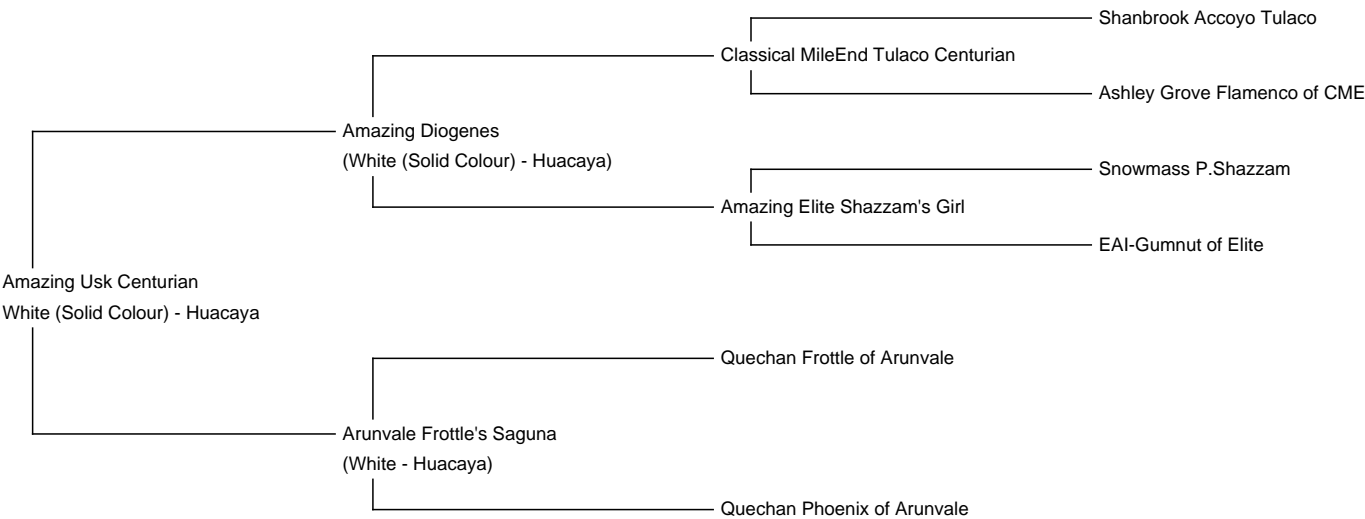 Shanbrook Accoyo Tulaco
Classical MileEnd Tulaco Centurian
Ashley Grove Flamenco of CME
Amazing Diogenes
(White (Solid Colour) - Huacaya)
Snowmass P.Shazzam
Amazing Elite Shazzam's Girl
EAI-Gumnut of Elite
Amazing Usk Centurian
White (Solid Colour) - Huacaya
Quechan Frottle of Arunvale
Arunvale Frottle's Saguna
(White - Huacaya)
Quechan Phoenix of Arunvale